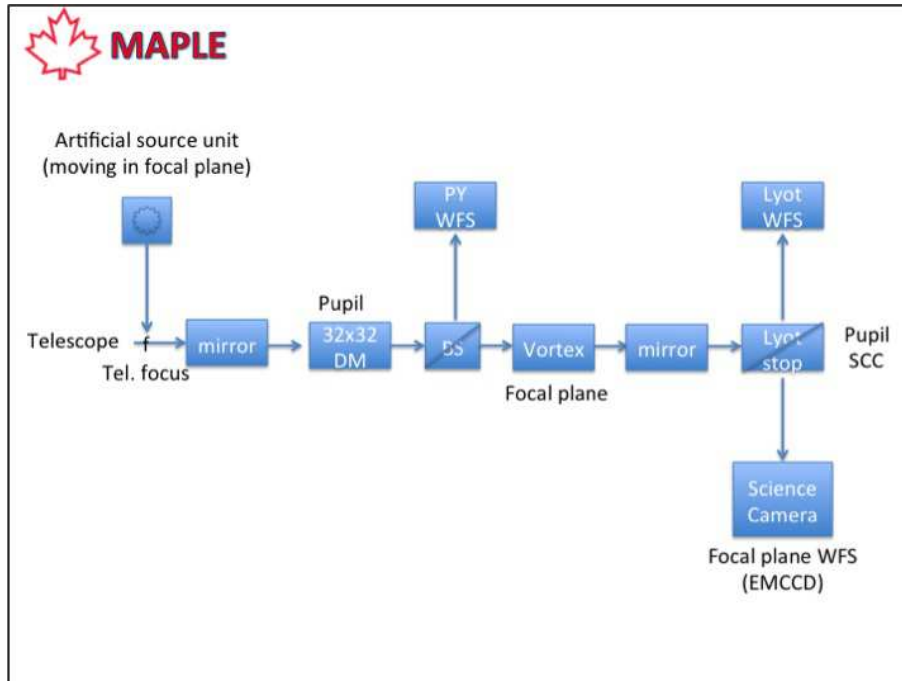 MAPLE
Artificial source unit
(moving in focal plane)
PY
WFS
Lyot
WFS
Pupil
Telescope
f
Tel. focus
mirror
32x32
DM
BS
Vortex
Focal plane
mirror
Lyot
stop
Pupil
SCC
Science
Camera
Focal plane WFS
(EMCCD)